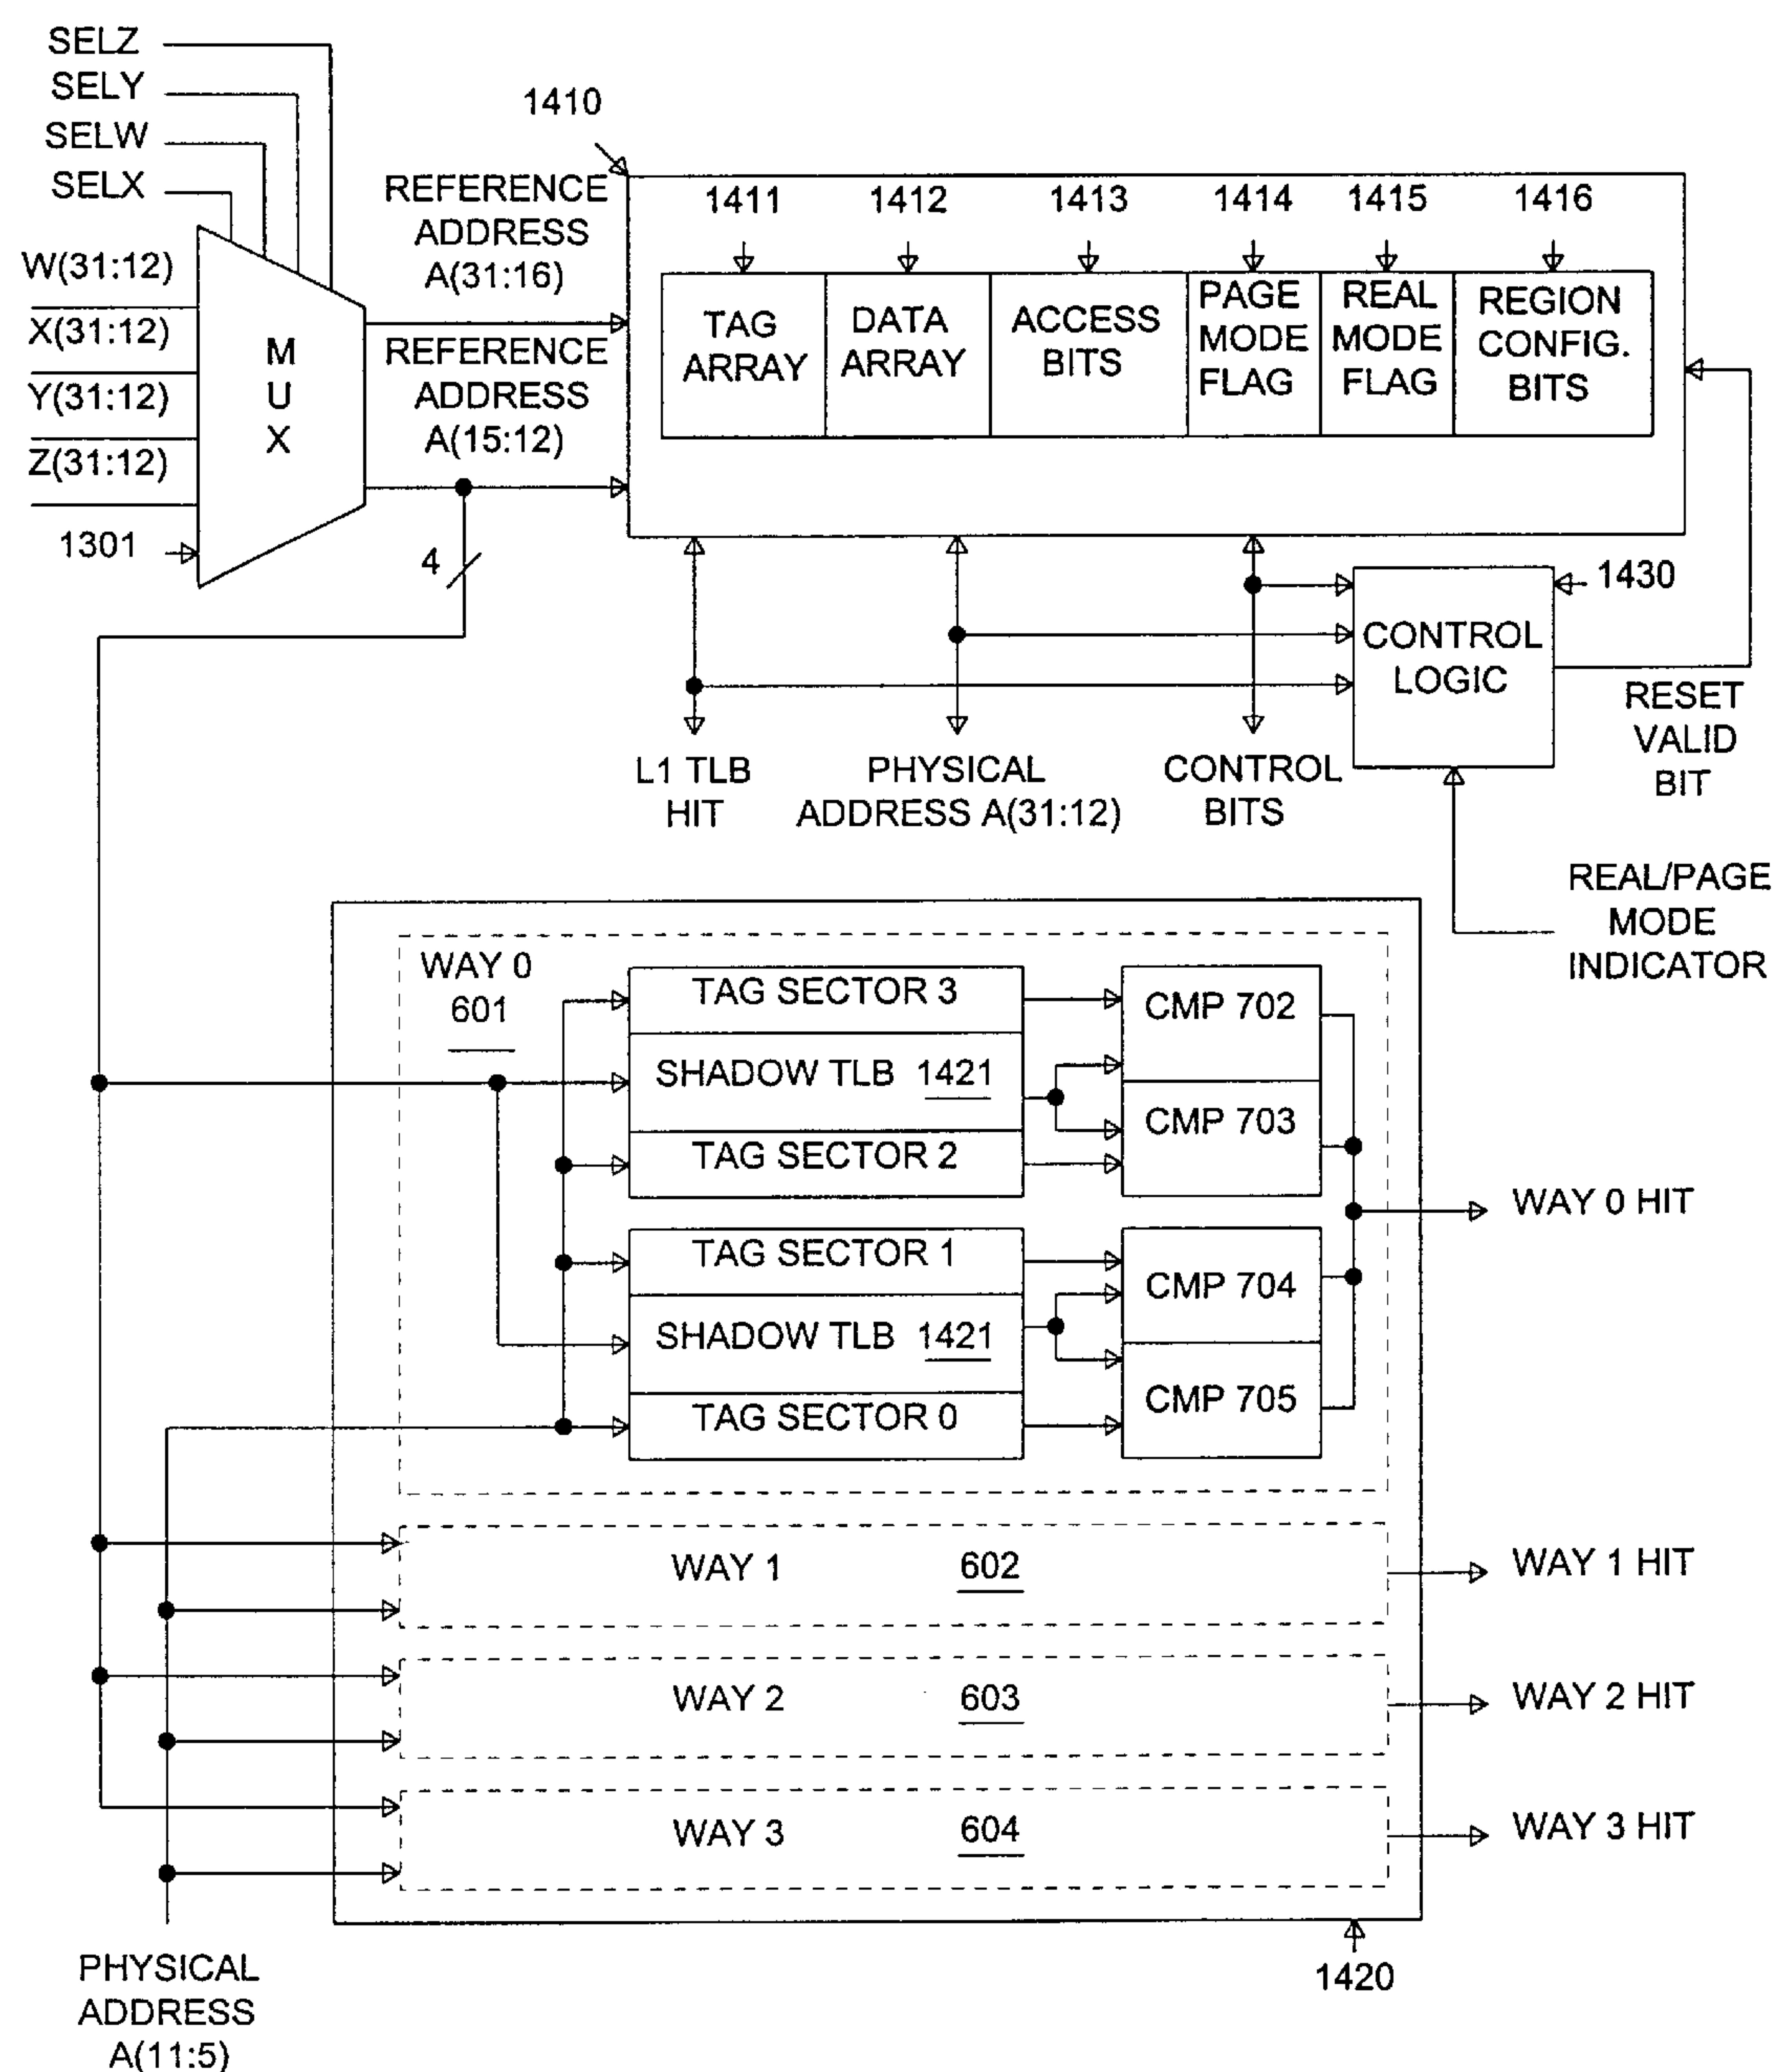 SELZ
SELY
SELW
SELX
W(31:12)
X(31:12)
Y(31:12)
Z(31:12)
1301
M
U
X
4
REFERENCE
ADDRESS
A(31:16)
REFERENCE
ADDRESS
A(15:12)
1410
1411
1412
1413
1414
1415
1416
TAG
ARRAY
DATA
ARRAY
ACCESS
BITS
PAGE
MODE
FLAG
REAL
MODE
FLAG
REGION
CONFIG.
BITS
1430
CONTROL
LOGIC
RESET
VALID
BIT
L1 TLB
HIT
PHYSICAL
ADDRESS A(31:12)
CONTROL
BITS
REAL/PAGE
MODE
INDICATOR
WAY 0
601
TAG SECTOR 3
SHADOW TLB 1421
TAG SECTOR 2
CMP 702
CMP 703
TAG SECTOR 1
SHADOW TLB 1421
TAG SECTOR 0
CMP 704
CMP 705
WAY 0 HIT
WAY 1 602
WAY 1 HIT
WAY 2 603
WAY 2 HIT
WAY 3 604
WAY 3 HIT
1420
PHYSICAL
ADDRESS
A(11:5)